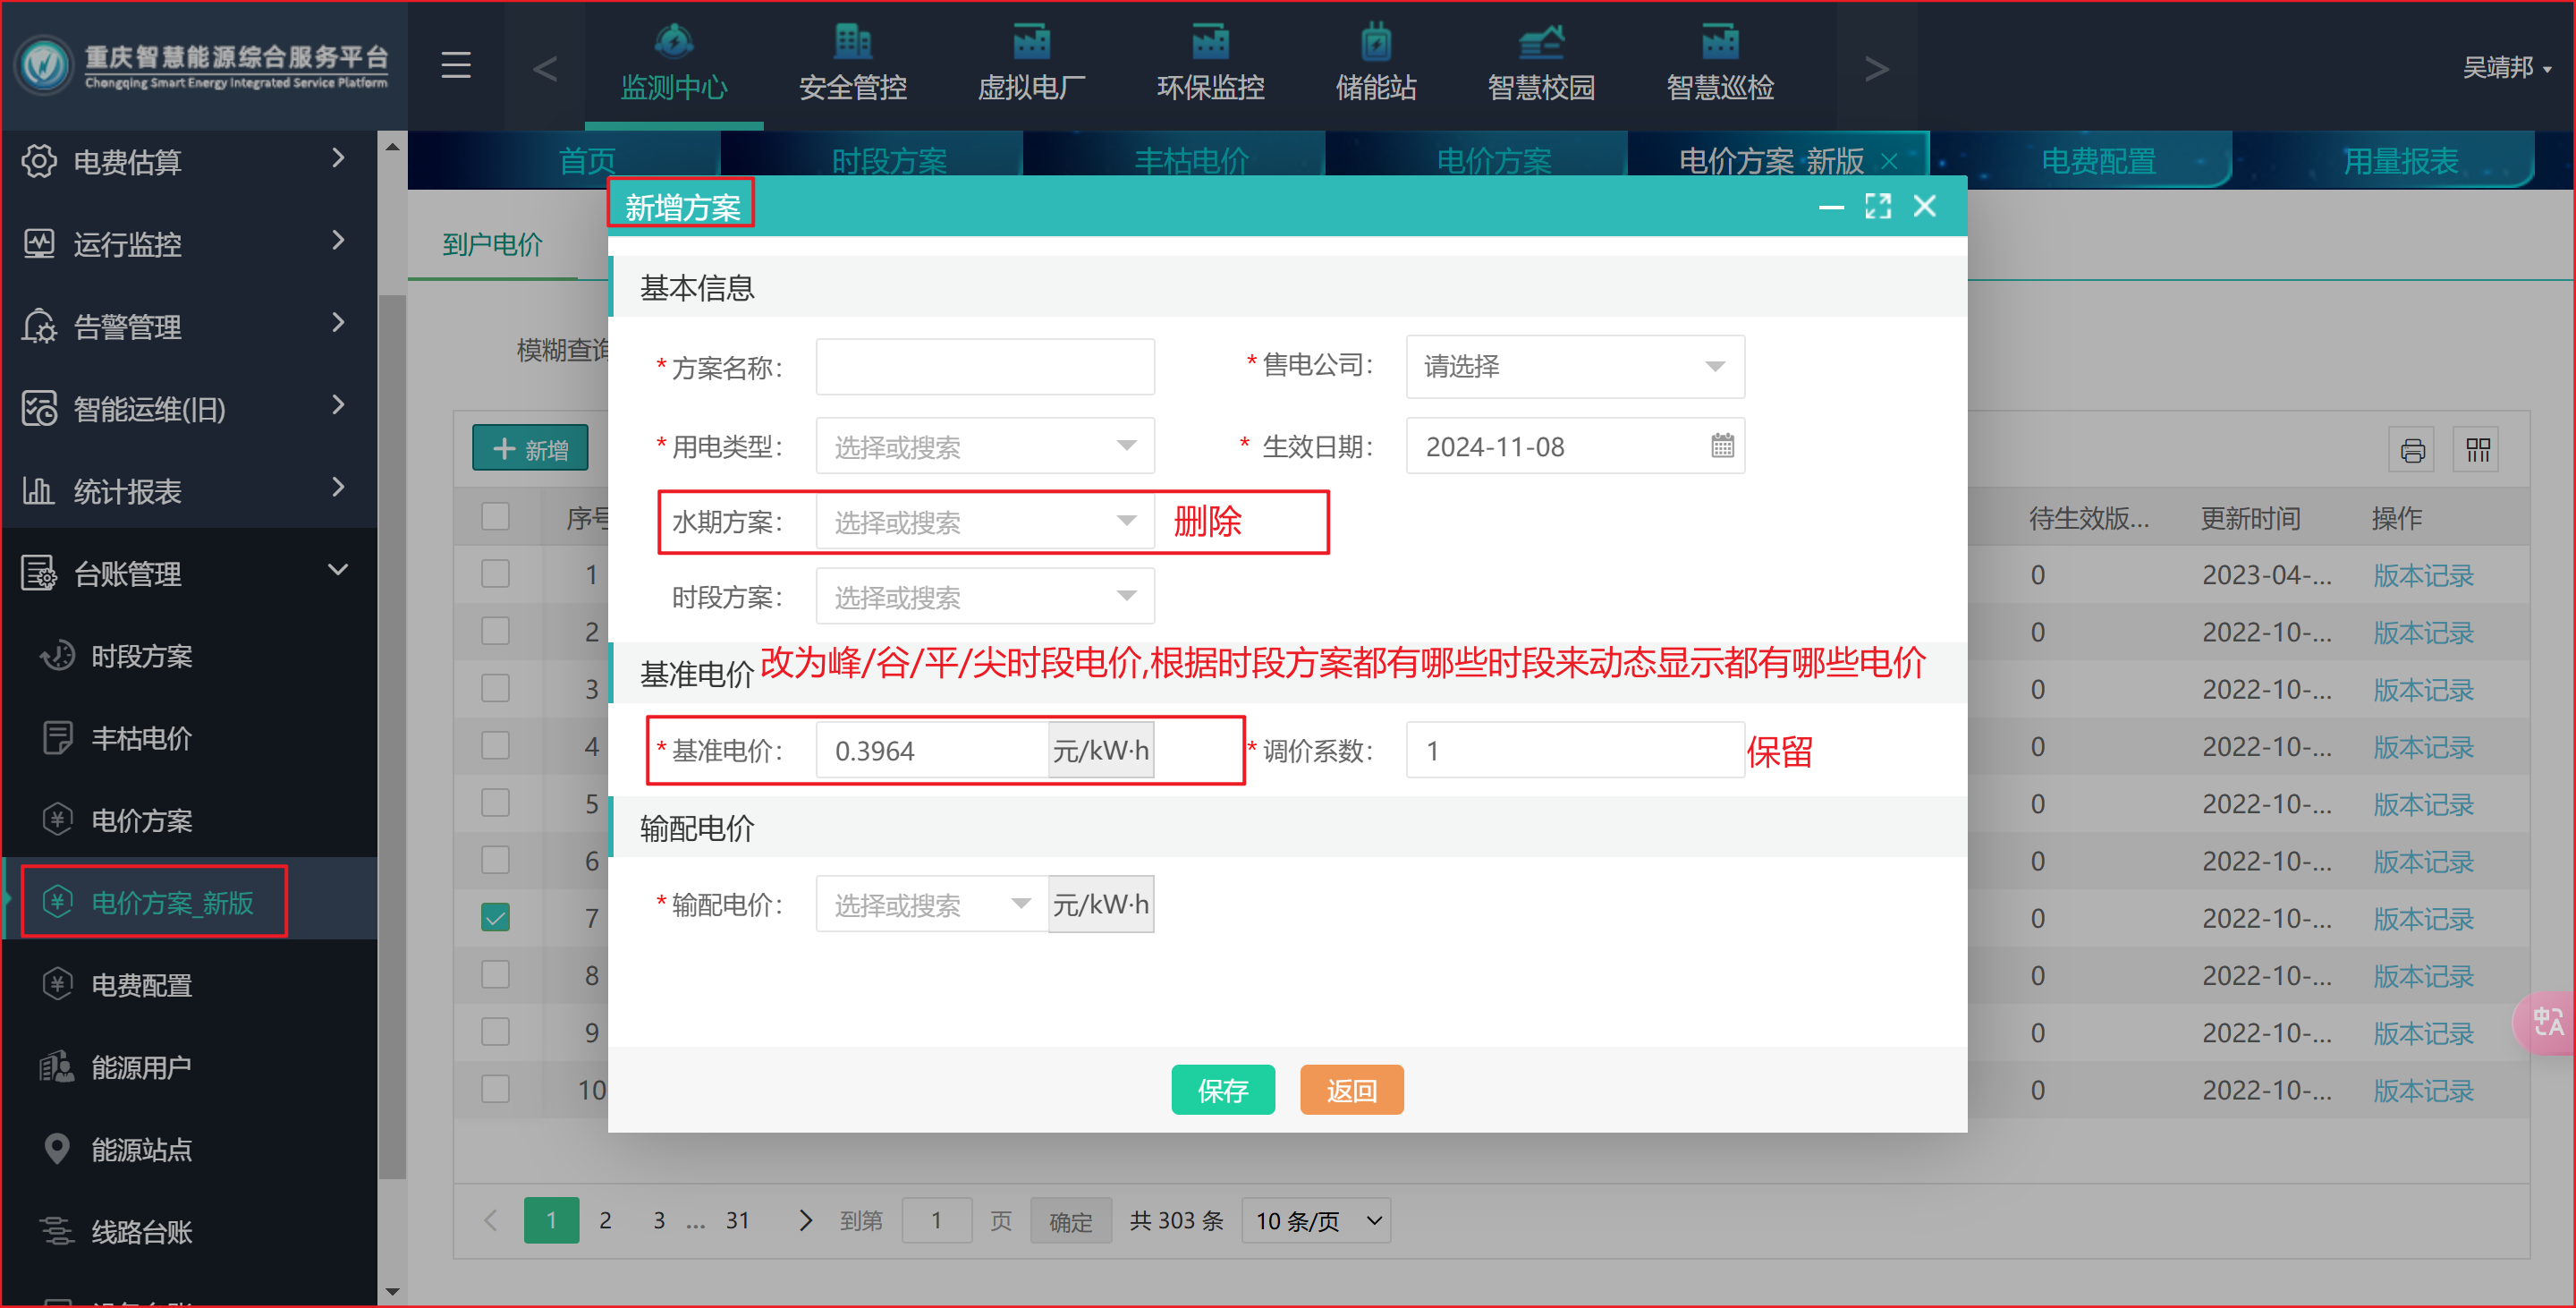 重庆智慧能源综合服务平台
Chongqing Smart Energy Integrated Service Platform
监测中心
安全管控
虚拟电厂
环保监控
储能站
智慧校园
智慧巡检
吴靖邦
首页
时段方案
丰枯电价
电价方案
电价方案_新版
电费配置
用量报表
电费估算
运行监控
告警管理
智能运维(旧)
统计报表
台账管理
时段方案
丰枯电价
电价方案
电价方案_新版
电费配置
能源用户
能源站点
线路台账
到户电价
模糊查询
新增
序号
待生效版...
更新时间
操作
1 0 2023-04-... 版本记录
2 0 2022-10-... 版本记录
3 0 2022-10-... 版本记录
4 0 2022-10-... 版本记录
5 0 2022-10-... 版本记录
6 0 2022-10-... 版本记录
7 0 2022-10-... 版本记录
8 0 2022-10-... 版本记录
9 0 2022-10-... 版本记录
10 0 2022-10-... 版本记录
新增方案
基本信息
* 方案名称：
* 售电公司： 请选择
* 用电类型： 选择或搜索
* 生效日期： 2024-11-08
水期方案： 选择或搜索 删除
时段方案： 选择或搜索
基准电价 改为峰/谷/平/尖时段电价,根据时段方案都有哪些时段来动态显示都有哪些电价
* 基准电价： 0.3964 元/kW·h
* 调价系数： 1 保留
输配电价
* 输配电价： 选择或搜索 元/kW·h
保存
返回
1 2 3 ... 31 到第 1 页 确定 共 303 条 10 条/页
中A